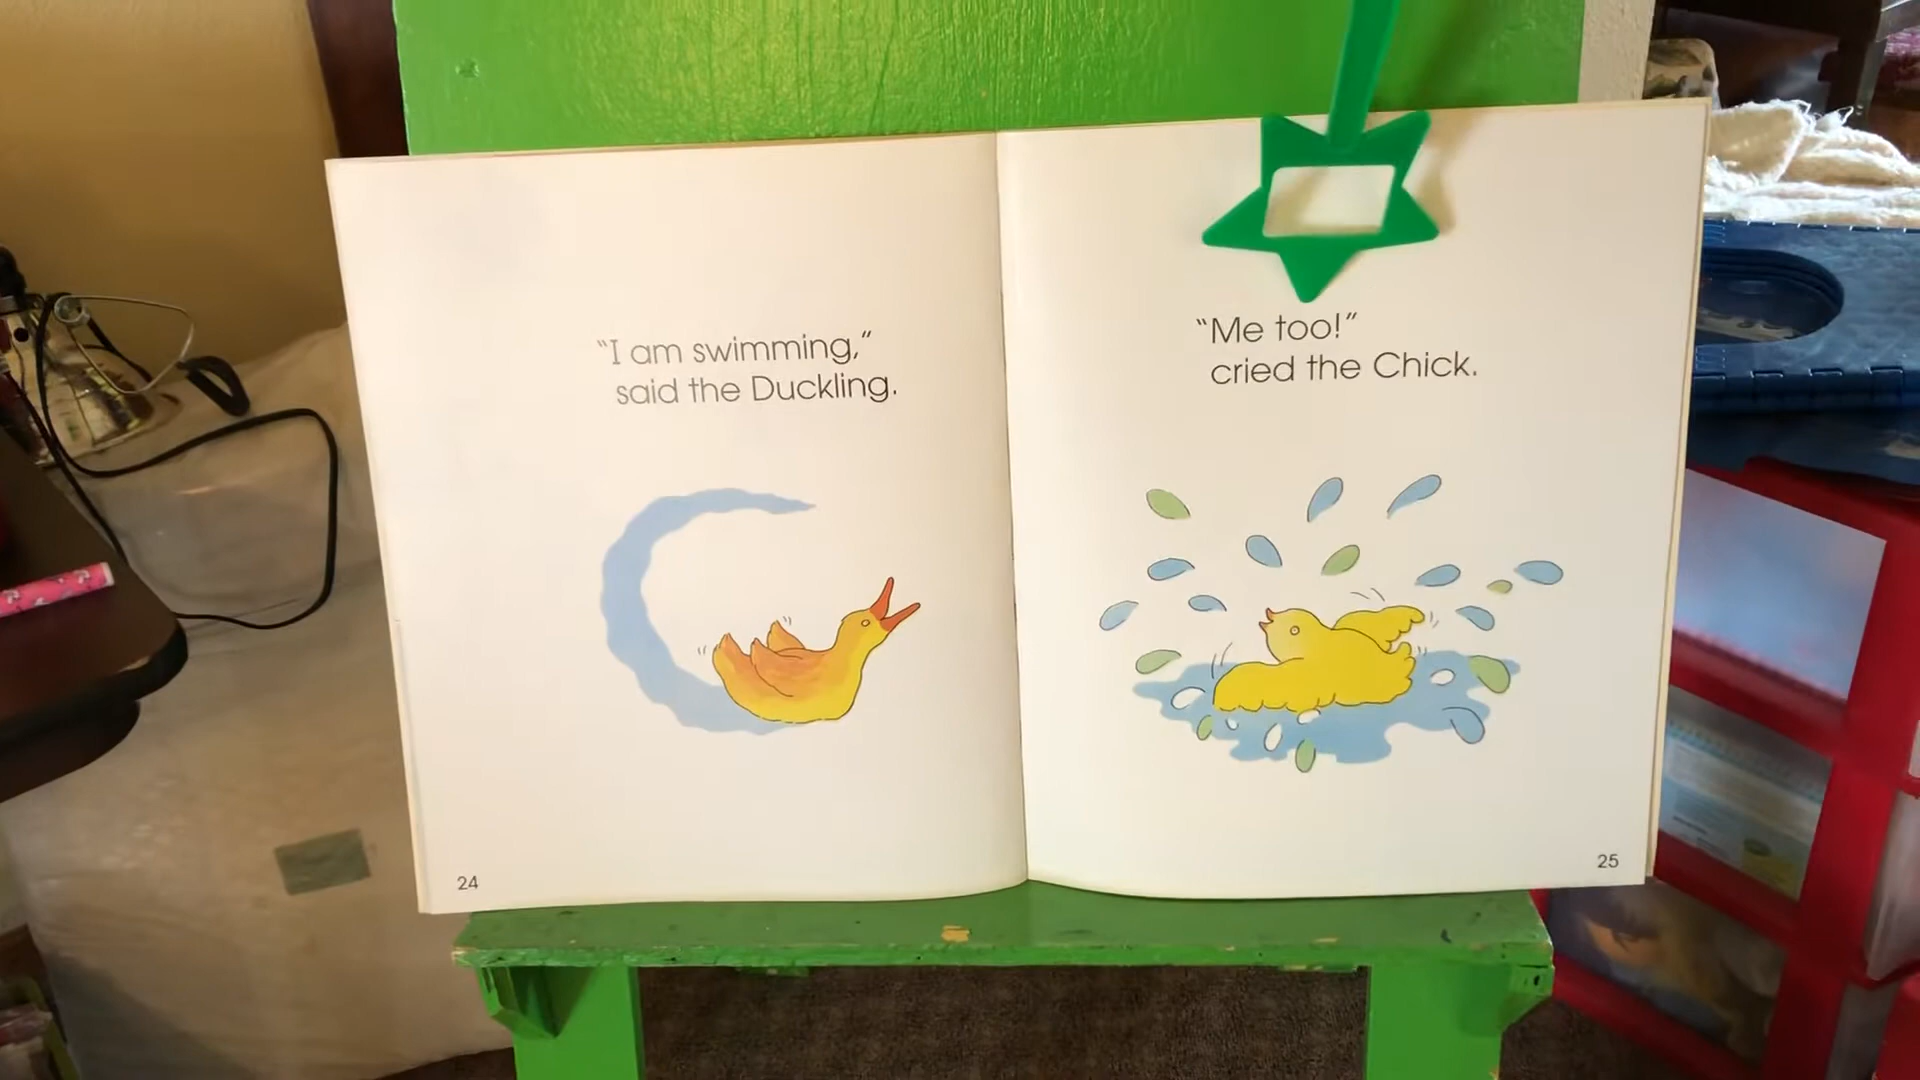 “I am swimming,”
said the Duckling.
24
“Me too!”
cried the Chick.
25